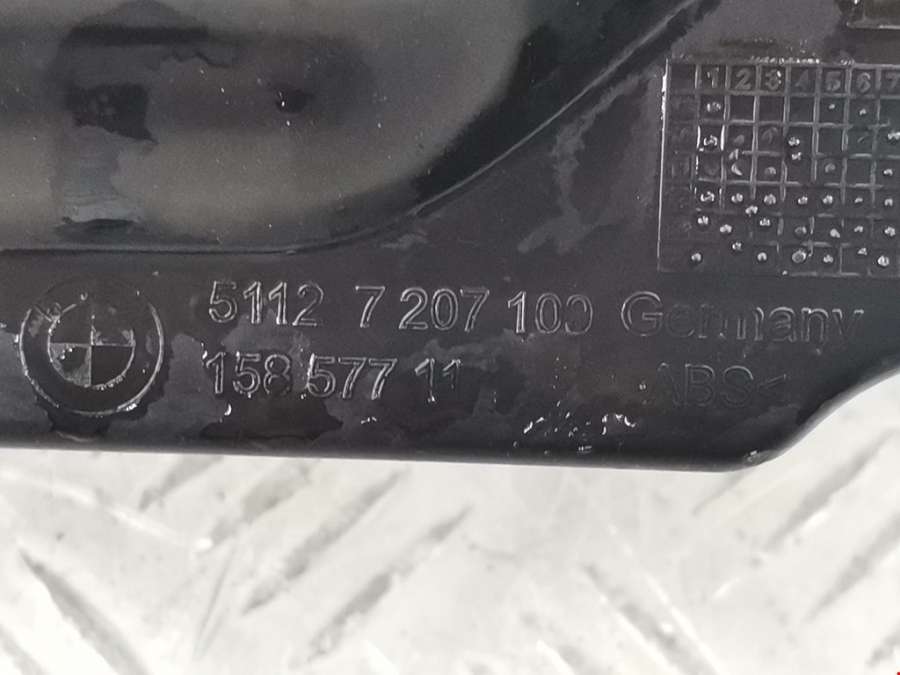 1 2 3 4 5 6 7
5112 7 207 100 Germany
158 577 11
ABS<